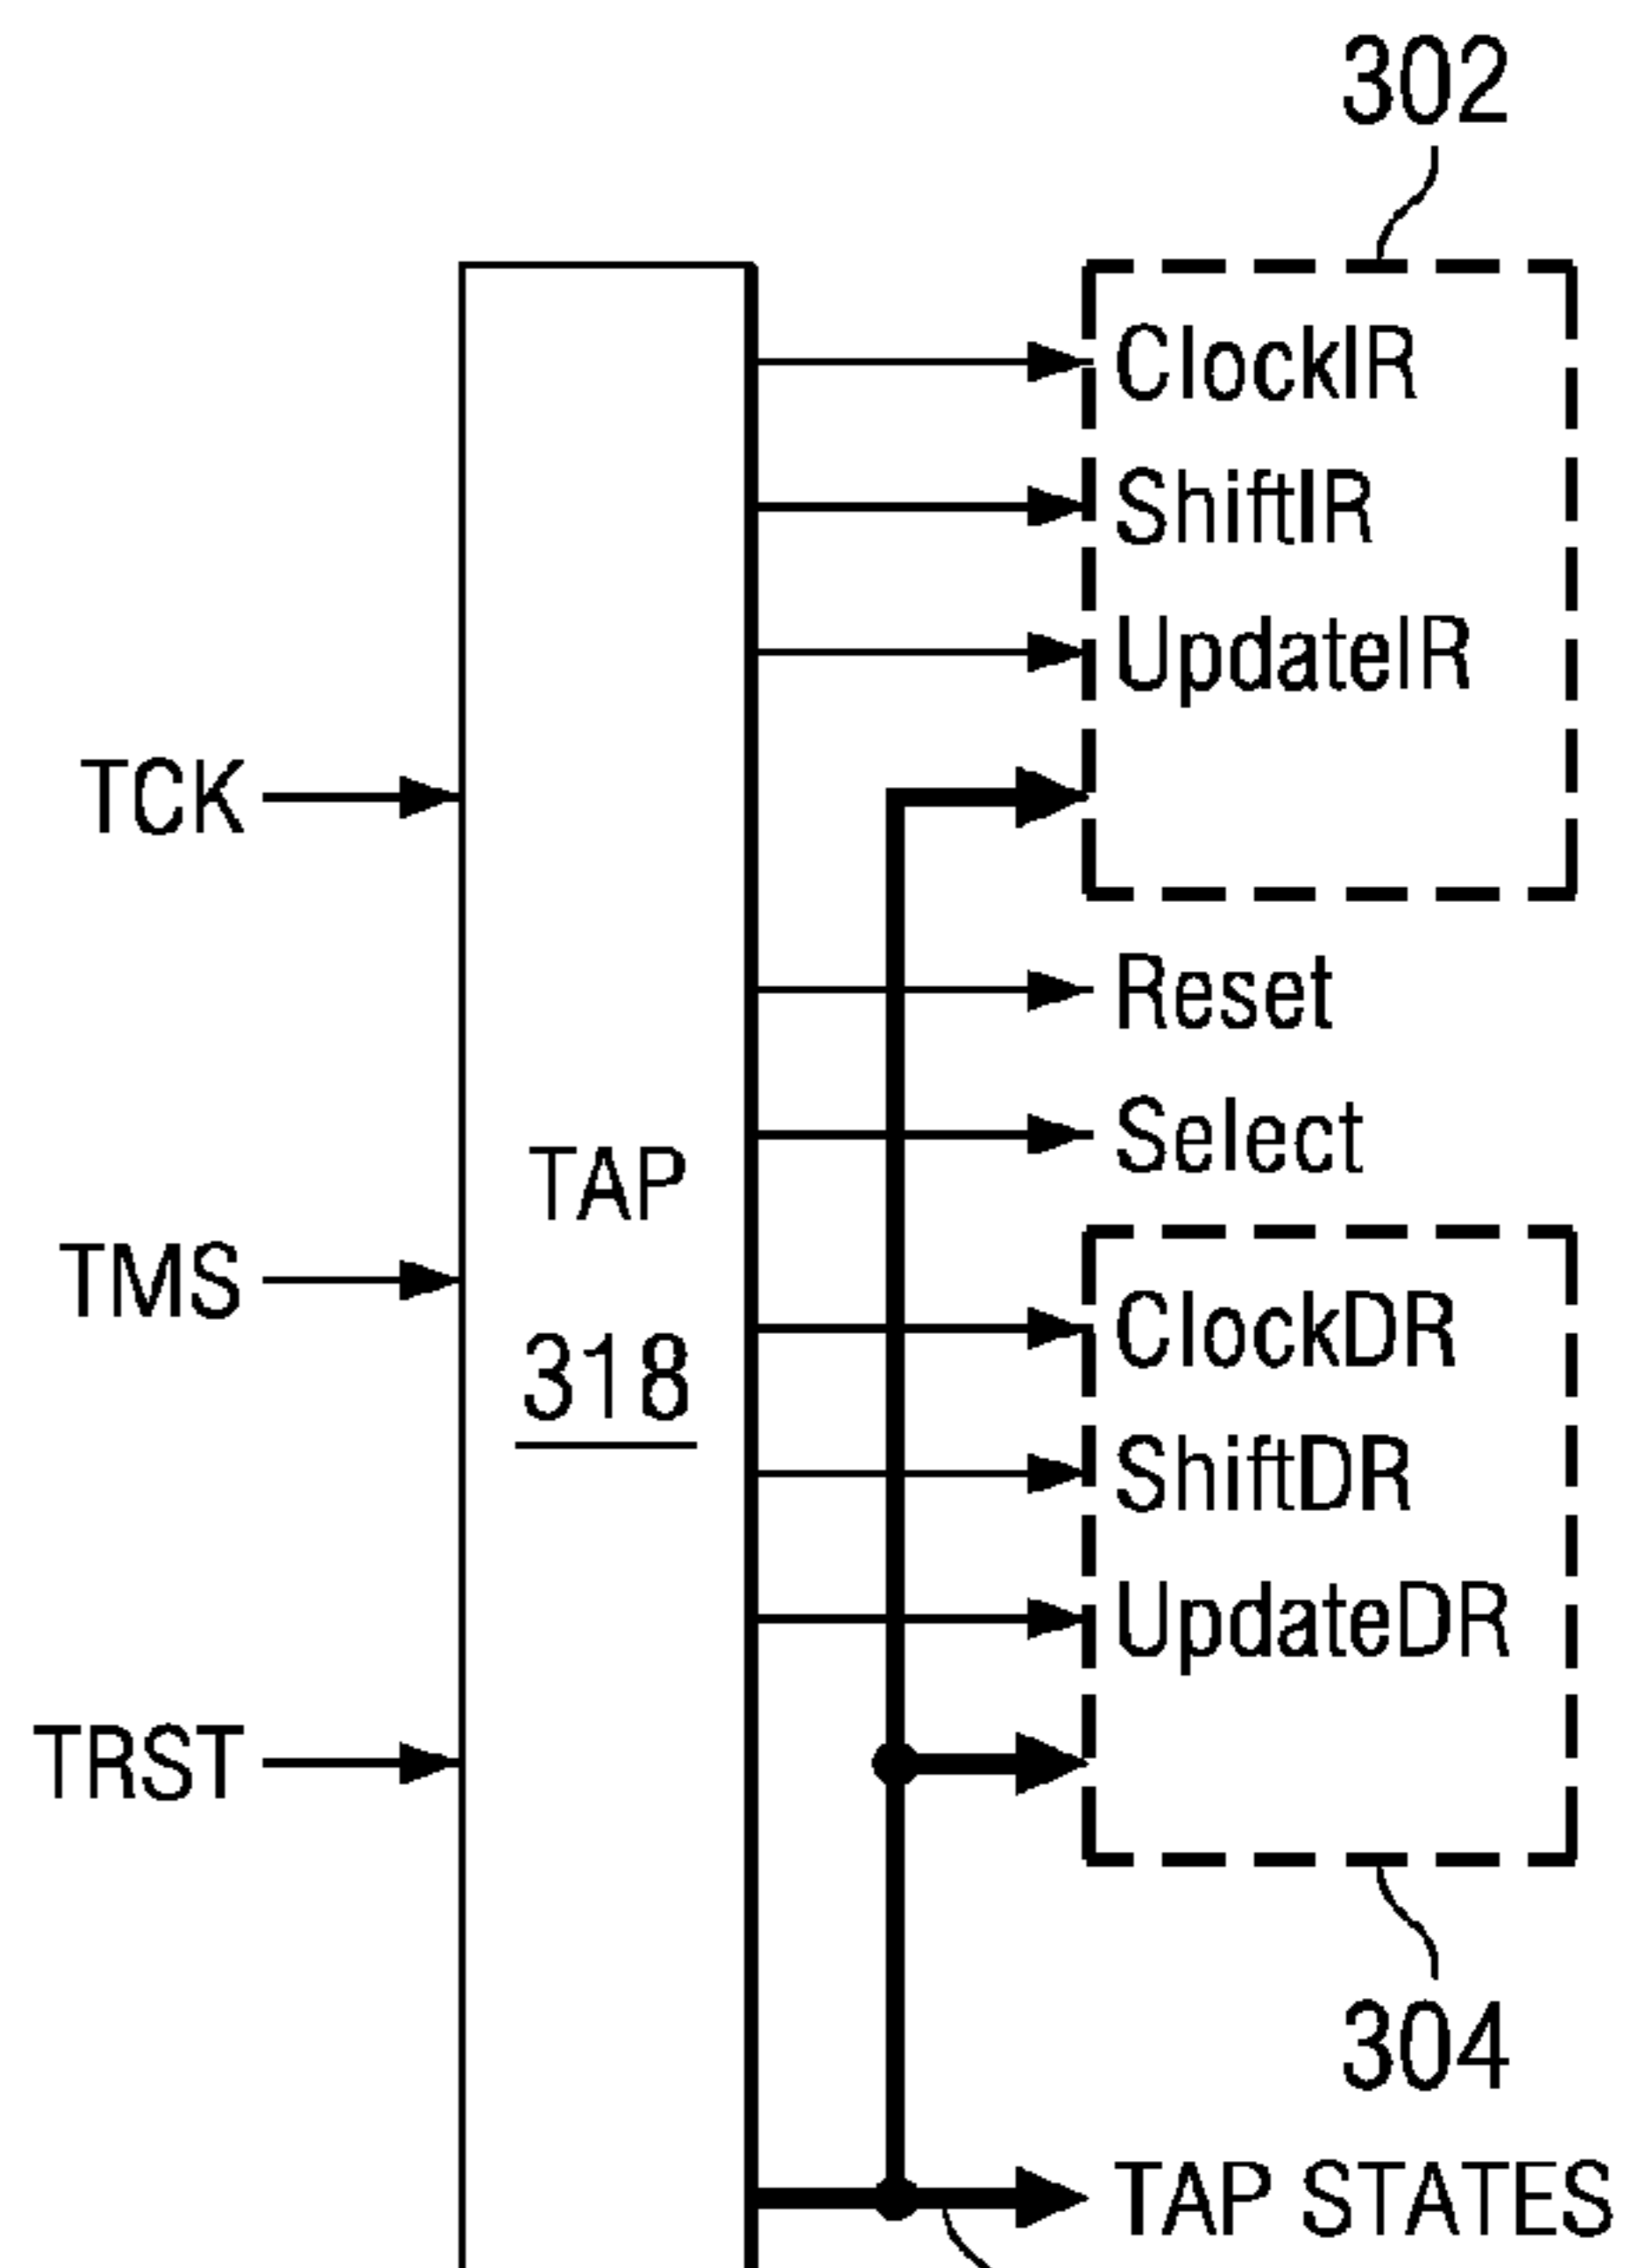 302
ClockIR
ShiftIR
UpdateIR
TCK
Reset
Select
TAP
TMS
318
ClockDR
ShiftDR
UpdateDR
TRST
304
TAP STATES